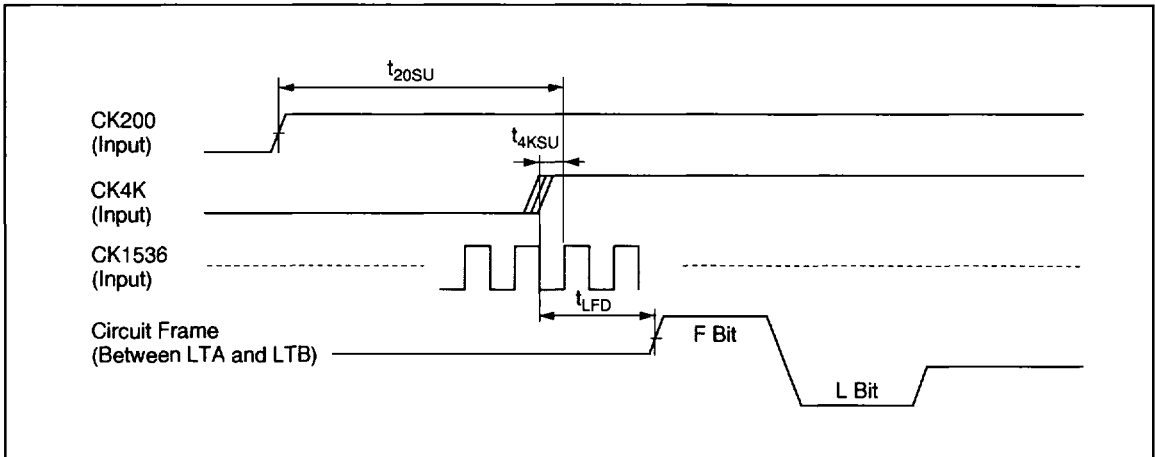 t20SU
CK200
(Input)
t4KSU
CK4K
(Input)
CK1536
(Input)
tLFD
Circuit Frame
(Between LTA and LTB)
F Bit
L Bit